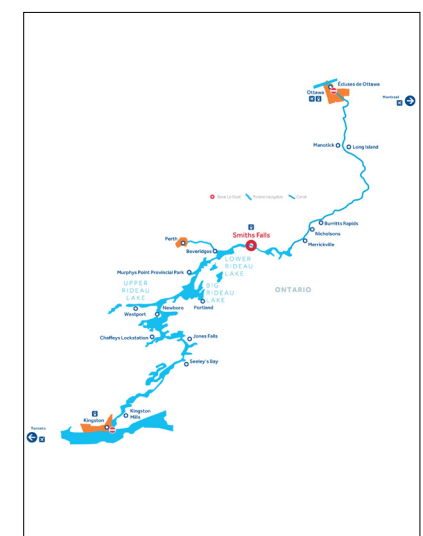 Écluses de Ottawa
Ottawa
Montreal
Manotick
Long Island
Burritts Rapids
Nicholsons
Merrickville
Smiths Falls
Perth
Beveridges
LOWER
RIDEAU
LAKE
Murphys Point Provincial Park
UPPER
RIDEAU
LAKE
BIG
RIDEAU
LAKE
ONTARIO
Newboro
Portland
Westport
Chaffeys Lockstation
Jones Falls
Seeley's Bay
Kingston
Mills
Kingston
Toronto